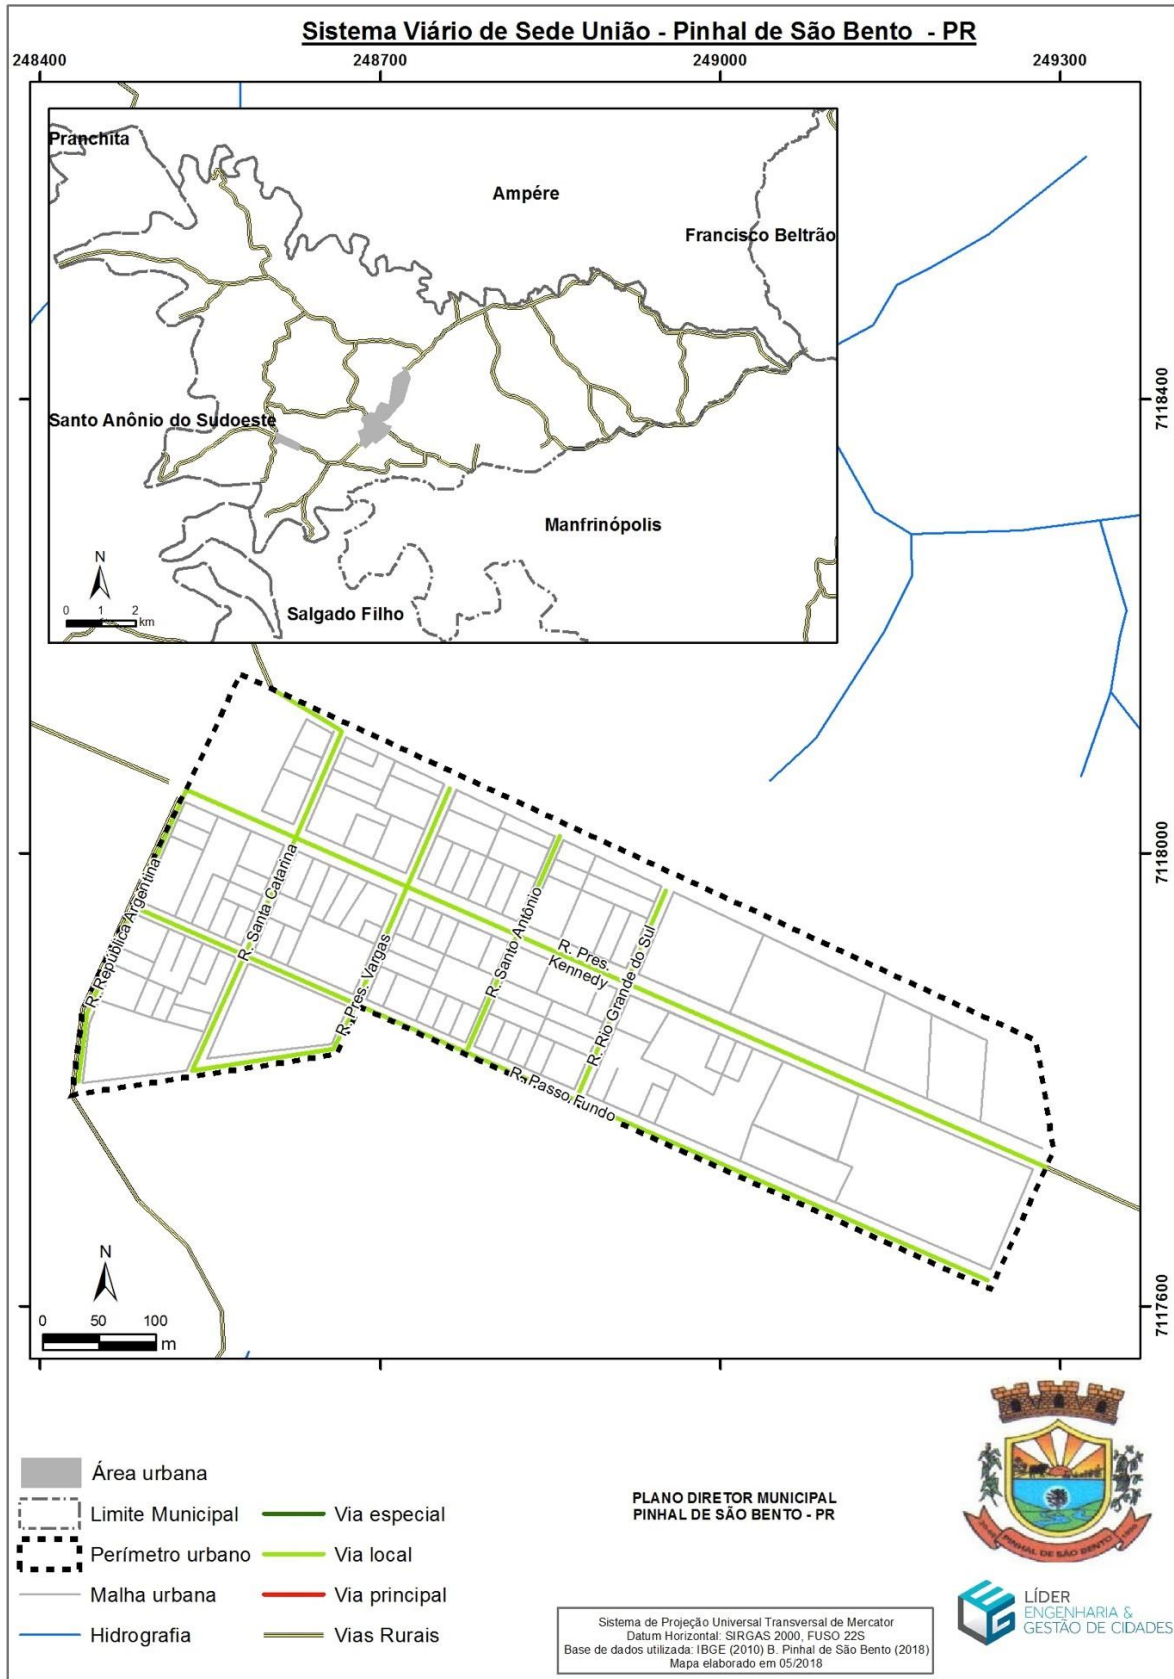 Sistema Viário de Sede União - Pinhal de São Bento - PR
248400
248700
249000
249300
Pranchita
Ampére
Francisco Beltrão
Santo Anônio do Sudoeste
Manfrinópolis
Salgado Filho
N
0 1 2
km
7118400
7118000
7117600
R. República Argentina
R. Santa Catarina
R. Pres. Vargas
R. Santo Antônio
R. Pres.
Kennedy
R. Rio Grande do Sul
R. Passo Fundo
N
0 50 100
m
Área urbana
Limite Municipal
Perímetro urbano
Malha urbana
Hidrografia
Via especial
Via local
Via principal
Vias Rurais
PLANO DIRETOR MUNICIPAL
PINHAL DE SÃO BENTO - PR
Sistema de Projeção Universal Transversal de Mercator
Datum Horizontal: SIRGAS 2000, FUSO 22S
Base de dados utilizada: IBGE (2010) B. Pinhal de São Bento (2018)
Mapa elaborado em 05/2018
PINHAL DE SÃO BENTO
LÍDER
ENGENHARIA &
GESTÃO DE CIDADES